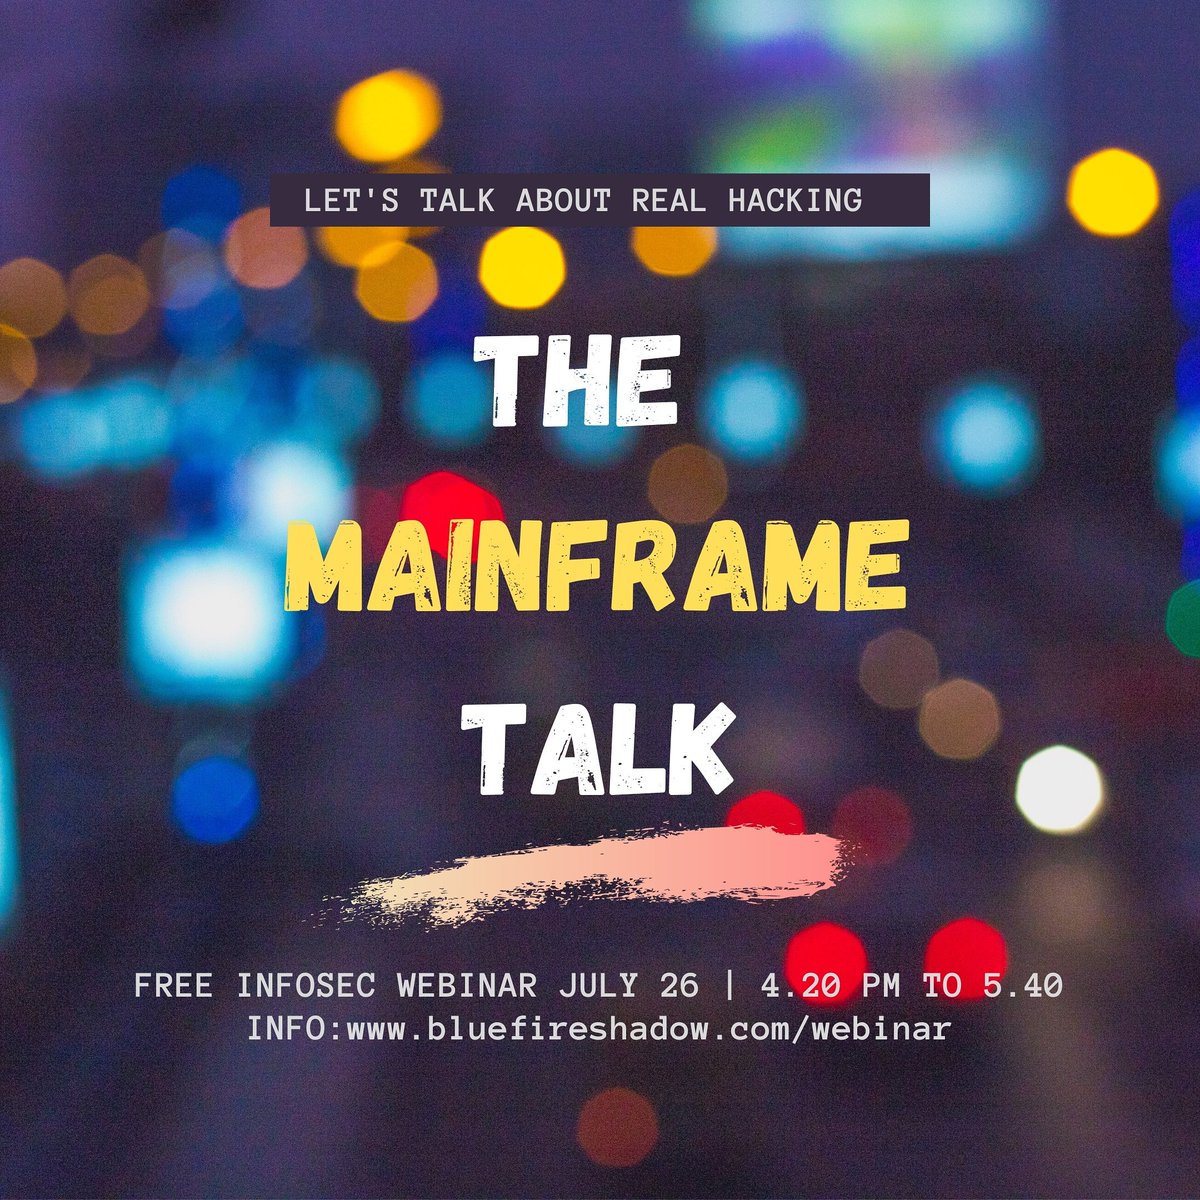 LET'S TALK ABOUT REAL HACKING
THE
MAINFRAME
TALK
FREE INFOSEC WEBINAR JULY 26 | 4.20 PM TO 5.40
INFO:www.bluefireshadow.com/webinar